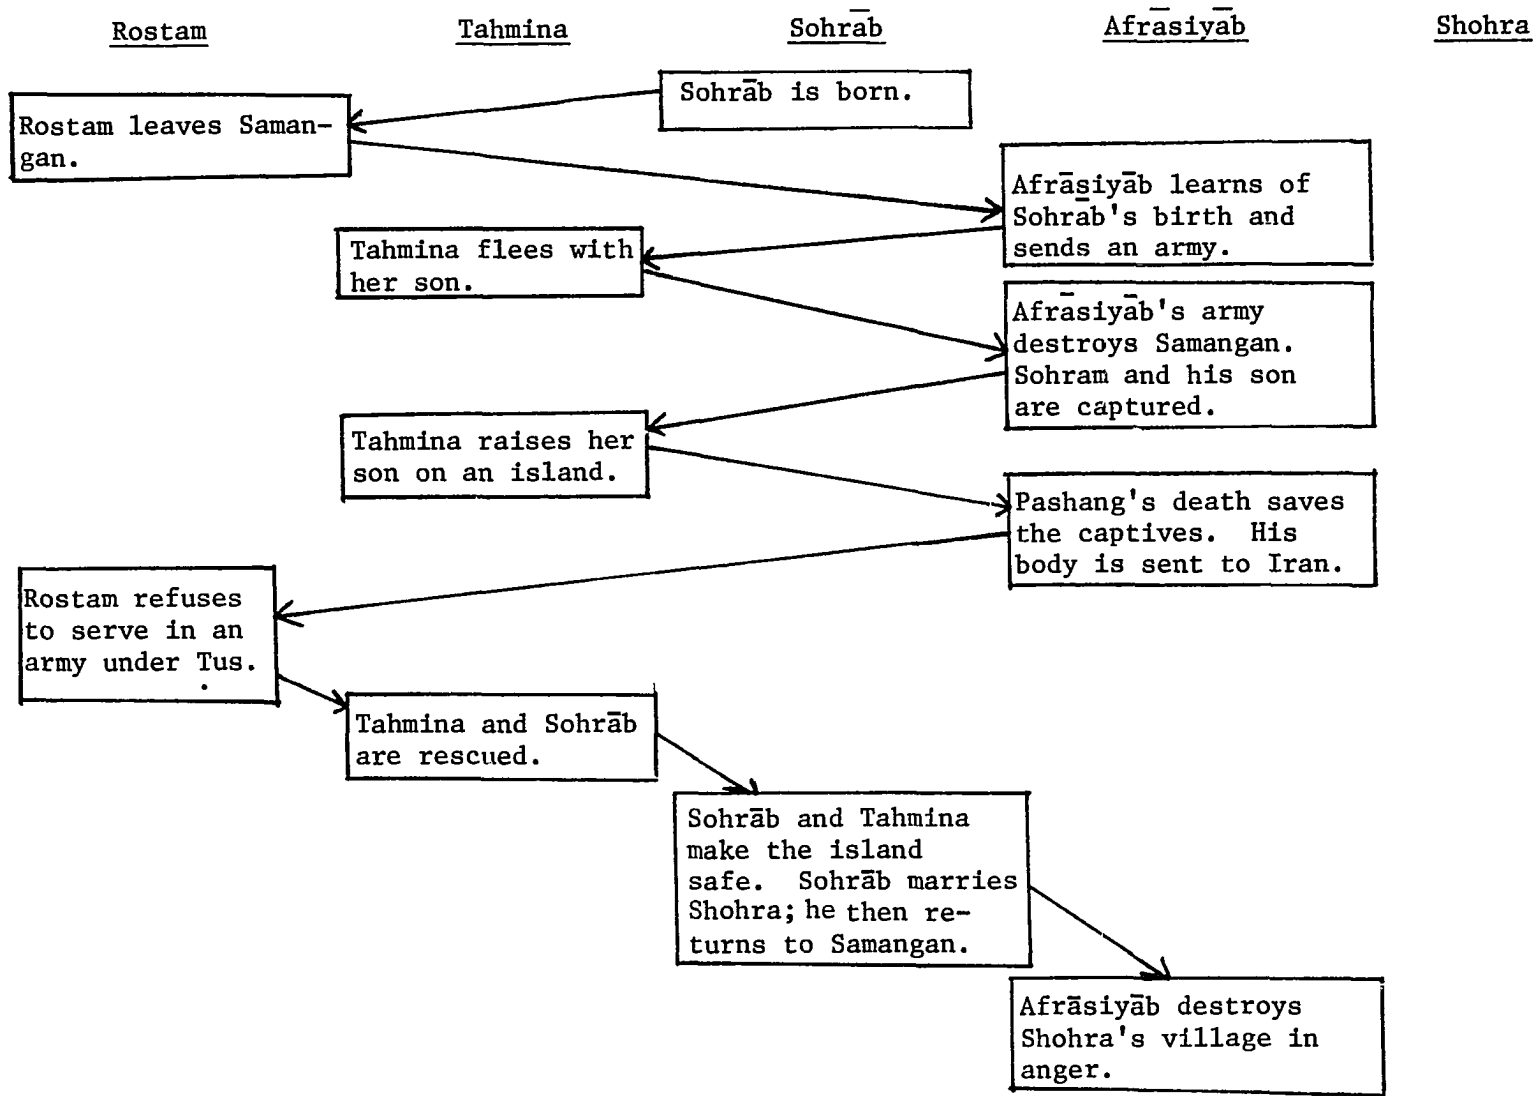 Rostam Tahmina Sohrāb Afrāsiyāb Shohra
Sohrāb is born.
Rostam leaves Saman-
gan.
Afrāsiyāb learns of
Sohrāb's birth and
sends an army.
Tahmina flees with
her son.
Afrāsiyāb's army
destroys Samangan.
Sohram and his son
are captured.
Tahmina raises her
son on an island.
Pashang's death saves
the captives. His
body is sent to Iran.
Rostam refuses
to serve in an
army under Ṭus.
Tahmina and Sohrāb
are rescued.
Sohrāb and Tahmina
make the island
safe. Sohrāb marries
Shohra; he then re-
turns to Samangan.
Afrāsiyāb destroys
Shohra's village in
anger.